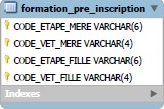 formation_pre_inscription
CODE_ETAPE_MERE VARCHAR(6)
CODE_VET_MERE VARCHAR(4)
CODE_ETAPE_FILLE VARCHAR(6)
CODE_VET_FILLE VARCHAR(4)
Indexes